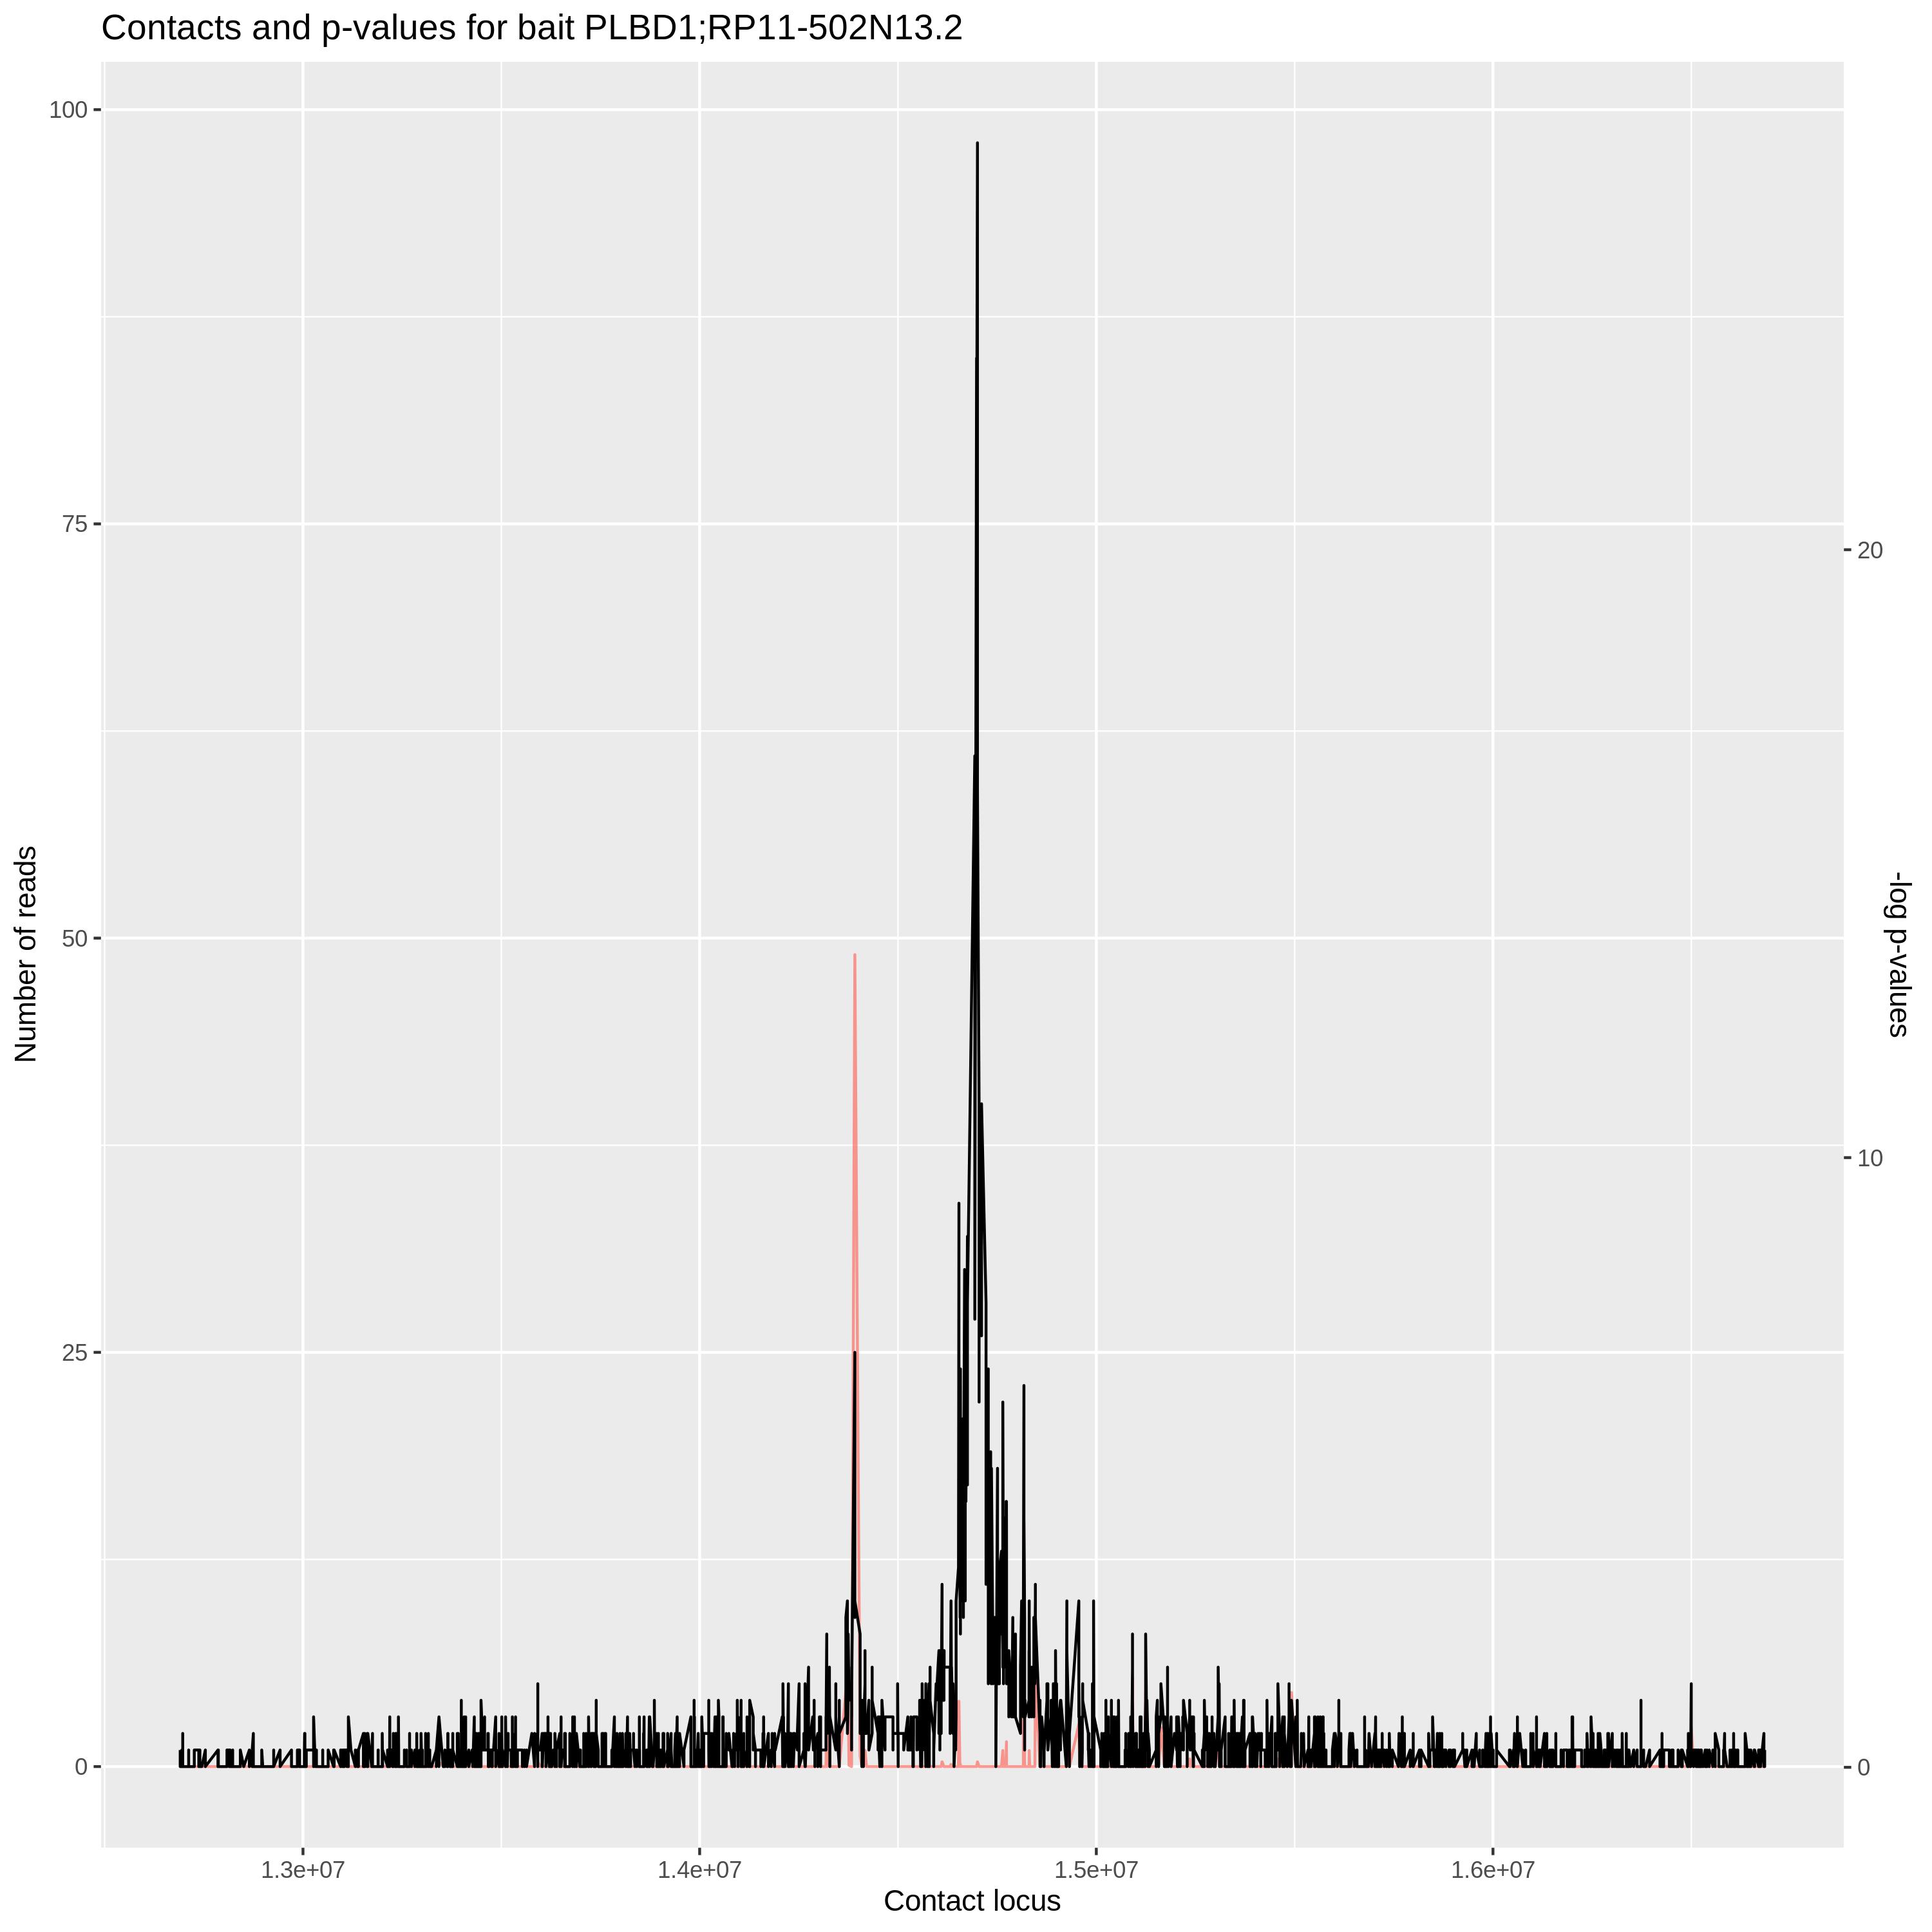 Contacts and p-values for bait PLBD1;RP11-502N13.2
100
75
50
25
0
Number of reads
20
10
0
-log p-values
1.3e+07
1.4e+07
1.5e+07
1.6e+07
Contact locus